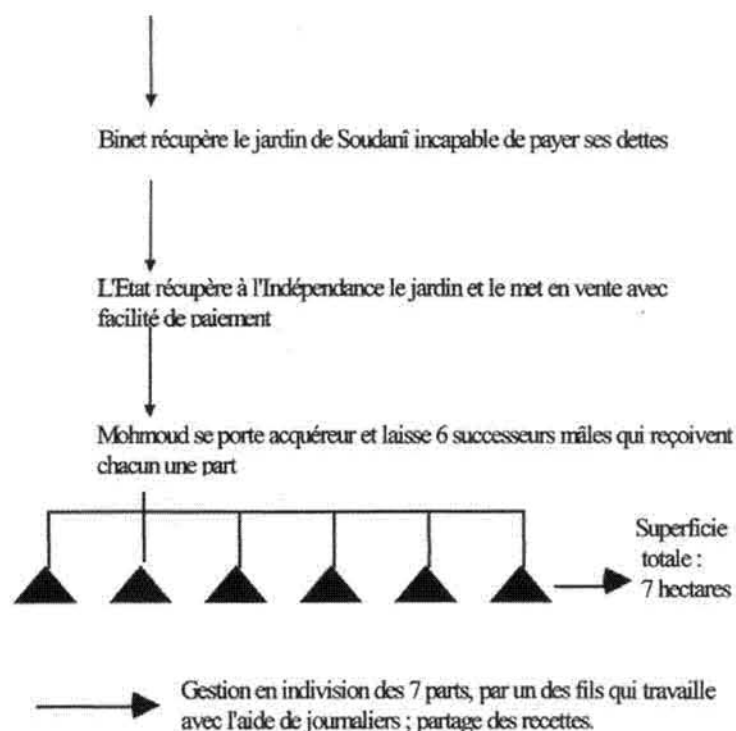 Binet récupère le jardin de Soudanî incapable de payer ses dettes
L'Etat récupère à l'Indépendance le jardin et le met en vente avec
facilité de paiement
Mohmoud se porte acquéreur et laisse 6 successeurs mâles qui reçoivent
chacun une part
Superficie
totale :
7 hectares
Gestion en indivision des 7 parts, par un des fils qui travaille
avec l'aide de journaliers ; partage des recettes.